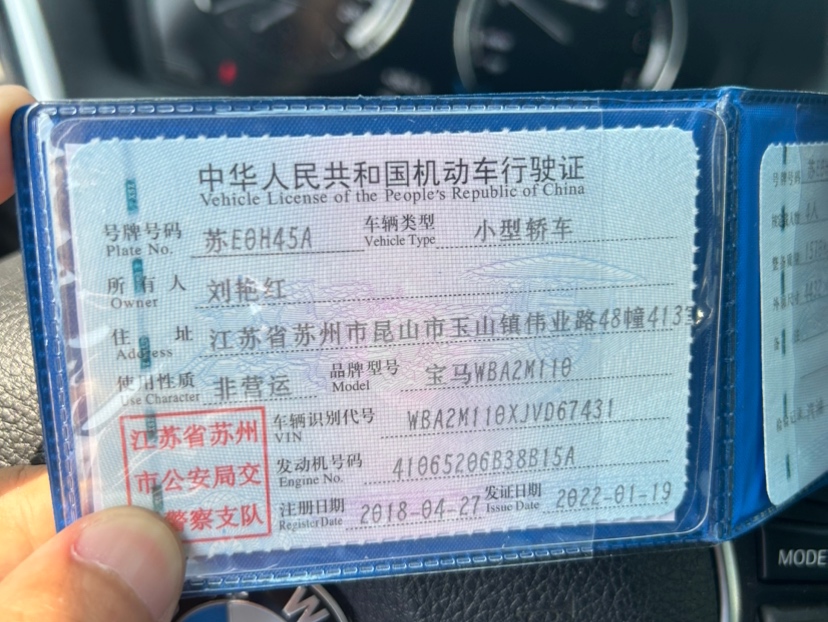 中华人民共和国机动车行驶证
Vehicle License of the People's Republic of China
号牌号码 苏E0H45A 车辆类型 小型轿车
Plate No. Vehicle Type
所有人 刘艳红
Owner
住址 江苏省苏州市昆山市玉山镇伟业路48幢413室
Address
使用性质 非营运 品牌型号 宝马WBA2M110
Use Character Model
江苏省苏州
市公安局交
警察支队
车辆识别代号 WBA2M110XJVD67431
VIN
发动机号码 41065206B38B15A
Engine No.
注册日期 2018-04-27 发证日期 2022-01-19
Register Date Issue Date
号牌号码
MODE